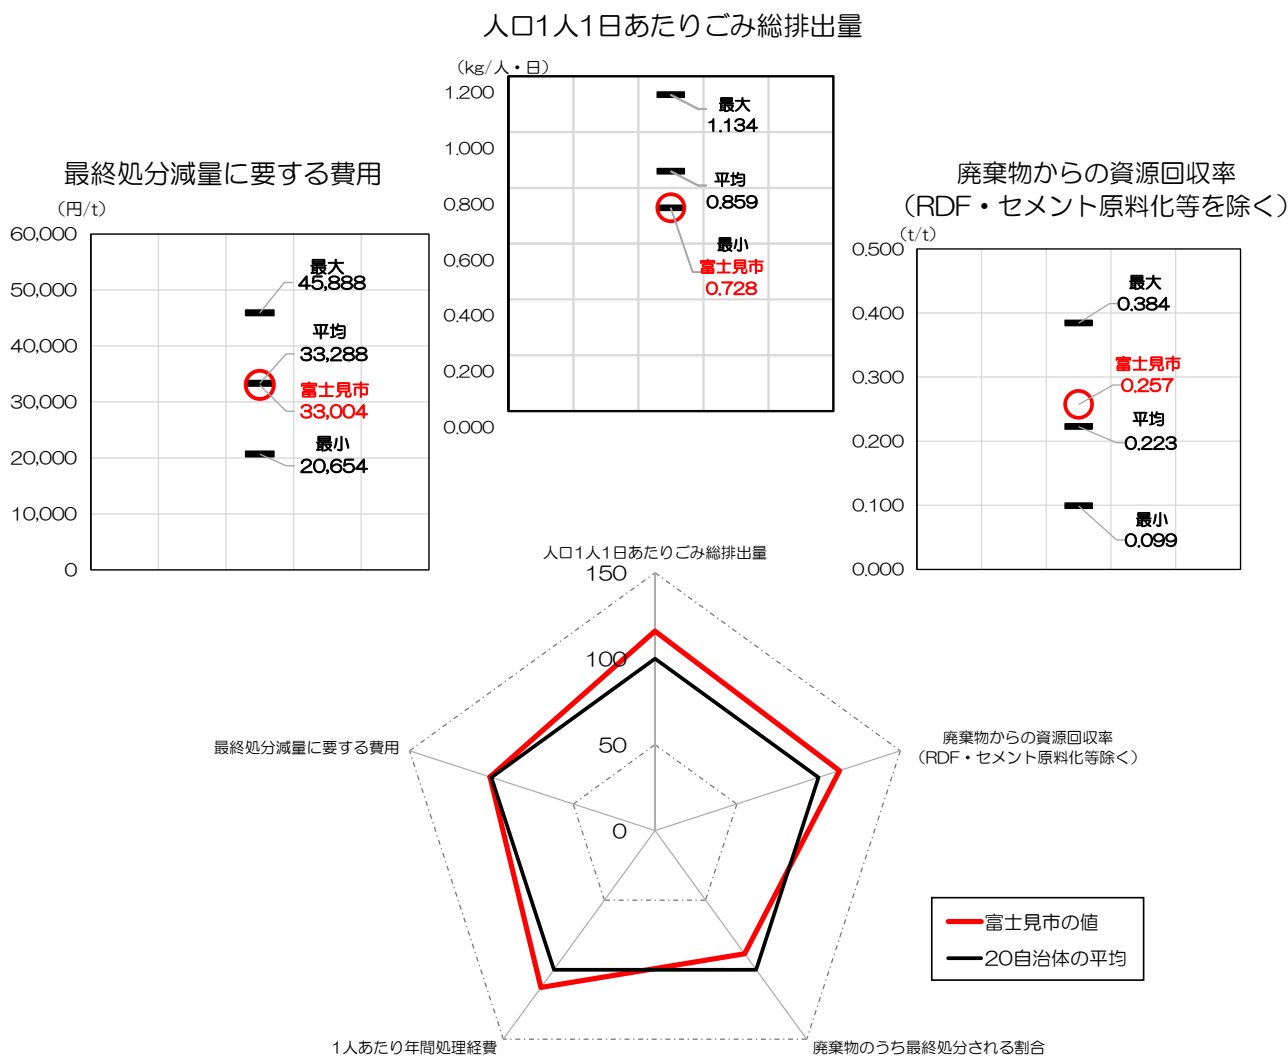 人口1人1日あたりごみ総排出量
（kg/人・日）
1.200
1.000
0.800
0.600
0.400
0.200
0.000
最大
1.134
平均
0.859
最小
富士見市
0.728
最終処分減量に要する費用
（円/t）
60,000
50,000
40,000
30,000
20,000
10,000
0
最大
45,888
平均
33,288
富士見市
33,004
最小
20,654
廃棄物からの資源回収率
（RDF・セメント原料化等を除く）
（t/t）
0.500
0.400
0.300
0.200
0.100
0.000
最大
0.384
富士見市
0.257
平均
0.223
最小
0.099
人口1人1日あたりごみ総排出量
150
100
50
0
最終処分減量に要する費用
廃棄物からの資源回収率
（RDF・セメント原料化等除く）
1人あたり年間処理経費
廃棄物のうち最終処分される割合
富士見市の値
20自治体の平均